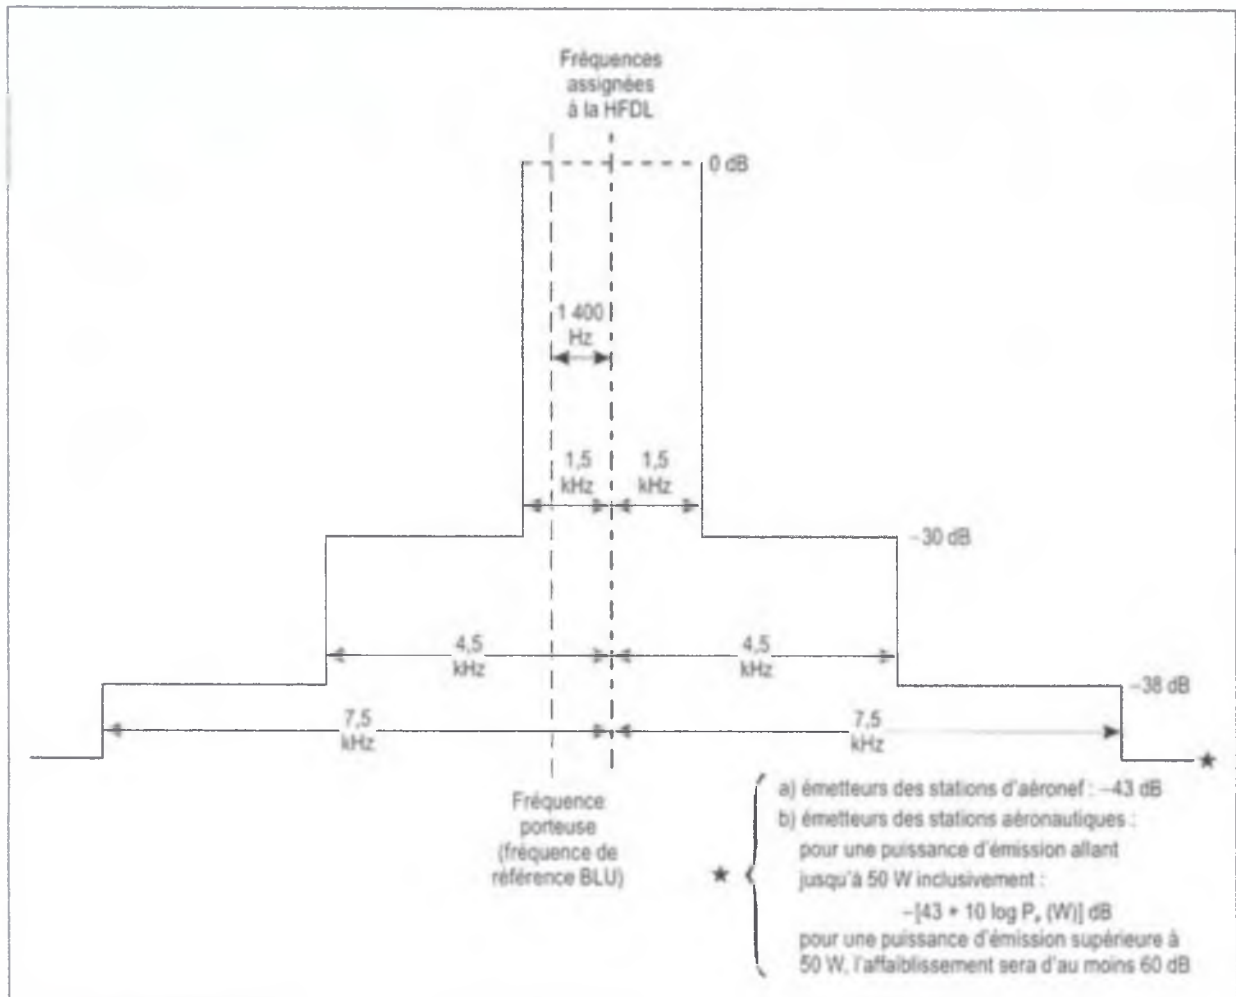 Fréquences
assignées
à la HFDL
0 dB
1 400
Hz
1,5
kHz
1,5
kHz
−30 dB
4,5
kHz
4,5
kHz
−38 dB
7,5
kHz
7,5
kHz
★
Fréquence
porteuse
(fréquence de
référence BLU)
★
a) émetteurs des stations d'aéronef : −43 dB
b) émetteurs des stations aéronautiques :
pour une puissance d'émission allant
jusqu'à 50 W inclusivement :
−[43 + 10 log Pₚ (W)] dB
pour une puissance d'émission supérieure à
50 W, l'affaiblissement sera d'au moins 60 dB